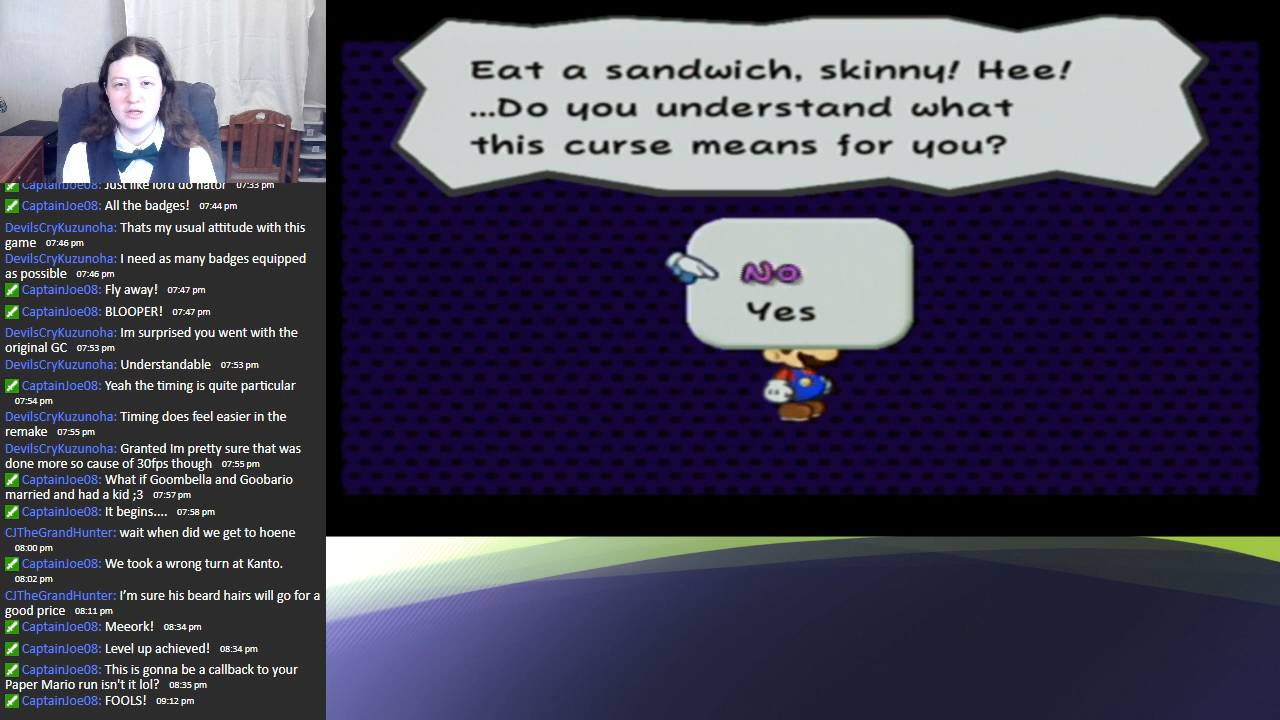 CaptainJoe08: Just like lord do nator 07:33 pm
CaptainJoe08: All the badges! 07:44 pm
DevilsCryKuzunoha: Thats my usual attitude with this
game 07:46 pm
DevilsCryKuzunoha: I need as many badges equipped
as possible 07:46 pm
CaptainJoe08: Fly away! 07:47 pm
CaptainJoe08: BLOOPER! 07:47 pm
DevilsCryKuzunoha: Im surprised you went with the
original GC 07:53 pm
DevilsCryKuzunoha: Understandable 07:53 pm
CaptainJoe08: Yeah the timing is quite particular
07:54 pm
DevilsCryKuzunoha: Timing does feel easier in the
remake 07:55 pm
DevilsCryKuzunoha: Granted Im pretty sure that was
done more so cause of 30fps though 07:55 pm
CaptainJoe08: What if Goombella and Goobario
married and had a kid ;3 07:57 pm
CaptainJoe08: It begins.... 07:58 pm
CJTheGrandHunter: wait when did we get to hoene
08:00 pm
CaptainJoe08: We took a wrong turn at Kanto.
08:02 pm
CJTheGrandHunter: I’m sure his beard hairs will go for a
good price 08:11 pm
CaptainJoe08: Meeork! 08:34 pm
CaptainJoe08: Level up achieved! 08:34 pm
CaptainJoe08: This is gonna be a callback to your
Paper Mario run isn't it lol? 08:35 pm
CaptainJoe08: FOOLS! 09:12 pm
Eat a sandwich, skinny! Hee!
...Do you understand what
this curse means for you?
No
Yes